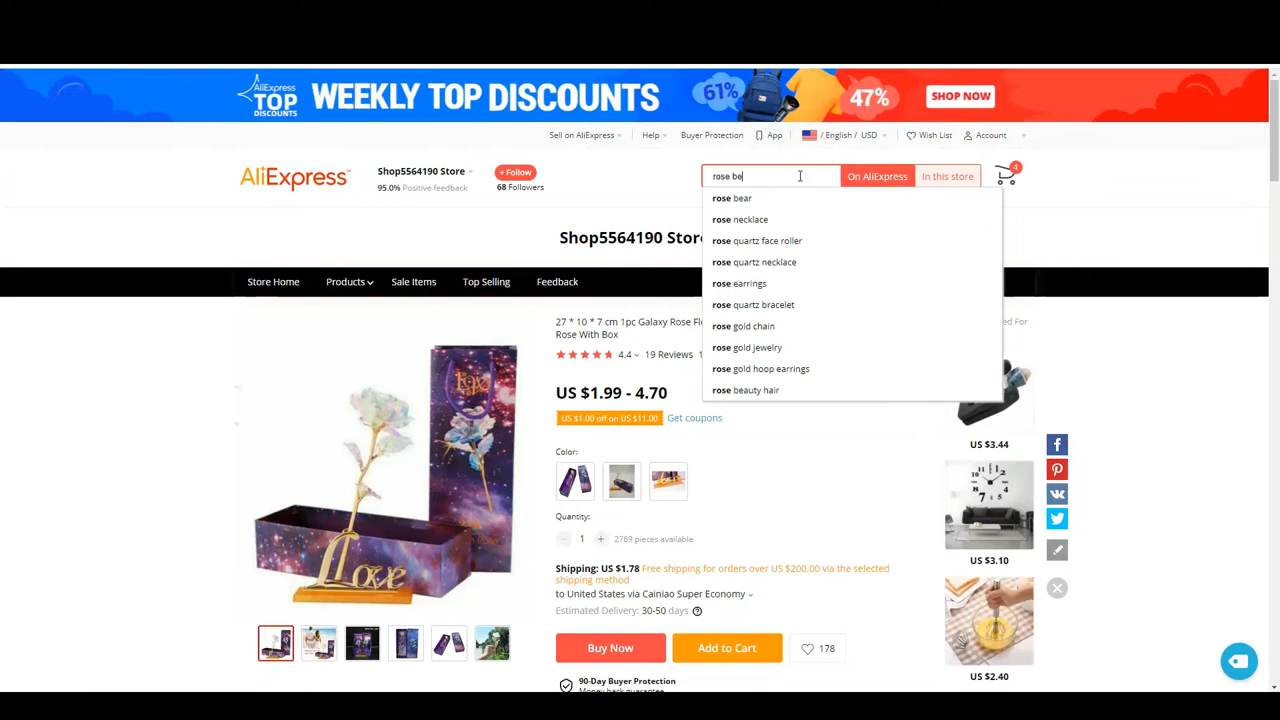 AliExpress
TOP
DISCOUNTS
WEEKLY TOP DISCOUNTS
61%
47%
SHOP NOW
Sell on AliExpress
Help
Buyer Protection
App
/ English / USD
Wish List
Account
AliExpress
Shop5564190 Store
95.0% Positive feedback
+ Follow
68 Followers
rose be
On AliExpress
In this store
4
rose bear
rose necklace
rose quartz face roller
rose quartz necklace
rose earrings
rose quartz bracelet
rose gold chain
rose gold jewelry
rose gold hoop earrings
rose beauty hair
Shop5564190 Store
Store Home
Products
Sale Items
Top Selling
Feedback
27 * 10 * 7 cm 1pc Galaxy Rose
Rose With Box
4.4
19 Reviews
US $1.99 - 4.70
US $1.00 off on US $11.00
Get coupons
Color:
Quantity:
1
2769 pieces available
Shipping: US $1.78 Free shipping for orders over US $200.00 via the selected
shipping method
to United States via Cainiao Super Economy
Estimated Delivery: 30-50 days
Buy Now
Add to Cart
178
90-Day Buyer Protection
Money back guarantee
Love
For
US $3.44
US $3.10
US $2.40